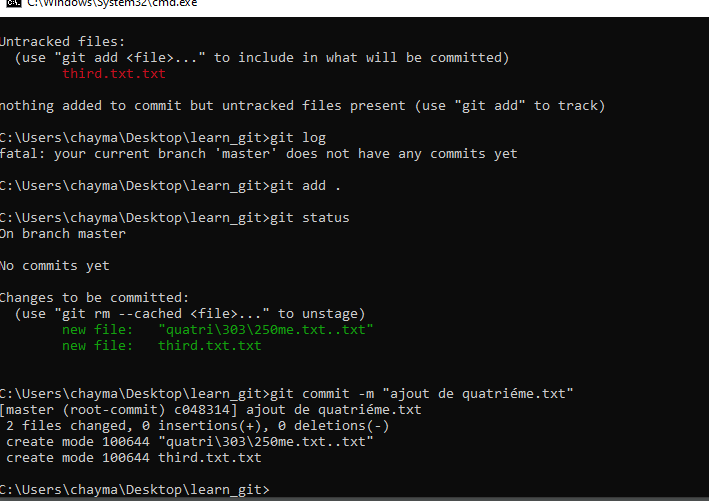 C:\Windows\System32\cmd.exe
Untracked files:
(use "git add <file>..." to include in what will be committed)
third.txt.txt
nothing added to commit but untracked files present (use "git add" to track)
C:\Users\chayma\Desktop\learn_git>git log
fatal: your current branch 'master' does not have any commits yet
C:\Users\chayma\Desktop\learn_git>git add .
C:\Users\chayma\Desktop\learn_git>git status
On branch master
No commits yet
Changes to be committed:
(use "git rm --cached <file>..." to unstage)
new file:   "quatri\303\250me.txt..txt"
new file:   third.txt.txt
C:\Users\chayma\Desktop\learn_git>git commit -m "ajout de quatriéme.txt"
[master (root-commit) c048314] ajout de quatriéme.txt
2 files changed, 0 insertions(+), 0 deletions(-)
create mode 100644 "quatri\303\250me.txt..txt"
create mode 100644 third.txt.txt
C:\Users\chayma\Desktop\learn_git>